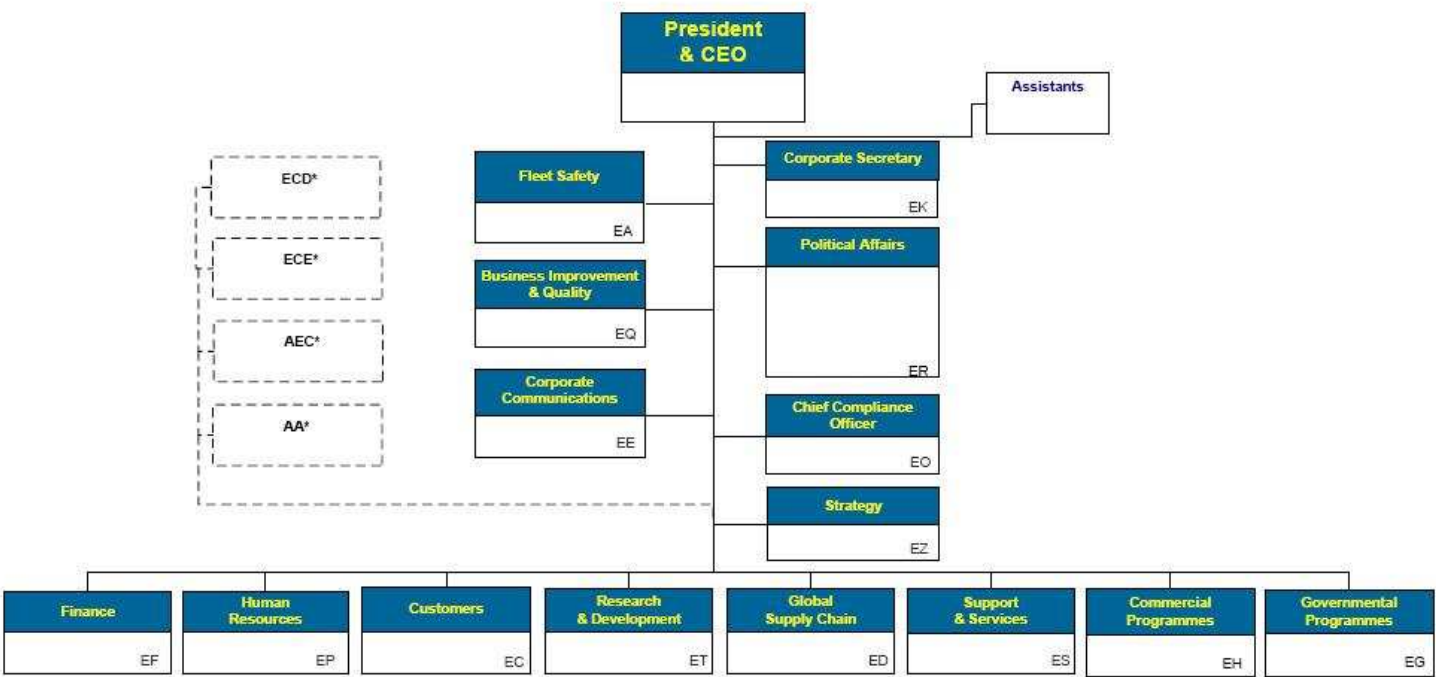 President
& CEO
Assistants
ECD*
ECE*
AEC*
AA*
Fleet Safety
EA
Business Improvement
& Quality
EQ
Corporate
Communications
EE
Corporate Secretary
EK
Political Affairs
ER
Chief Compliance
Officer
EO
Strategy
EZ
Finance
EF
Human
Resources
EP
Customers
EC
Research
& Development
ET
Global
Supply Chain
ED
Support
& Services
ES
Commercial
Programmes
EH
Governmental
Programmes
EG